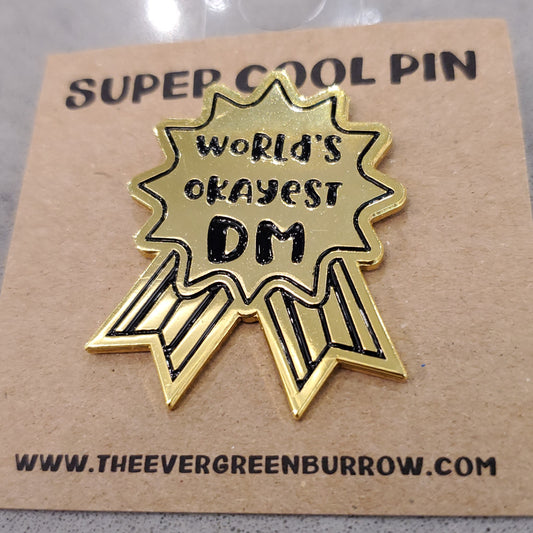 SUPER COOL PIN
WORLD'S
OKAYEST
DM
WWW.THEEVERGREENBURROW.COM